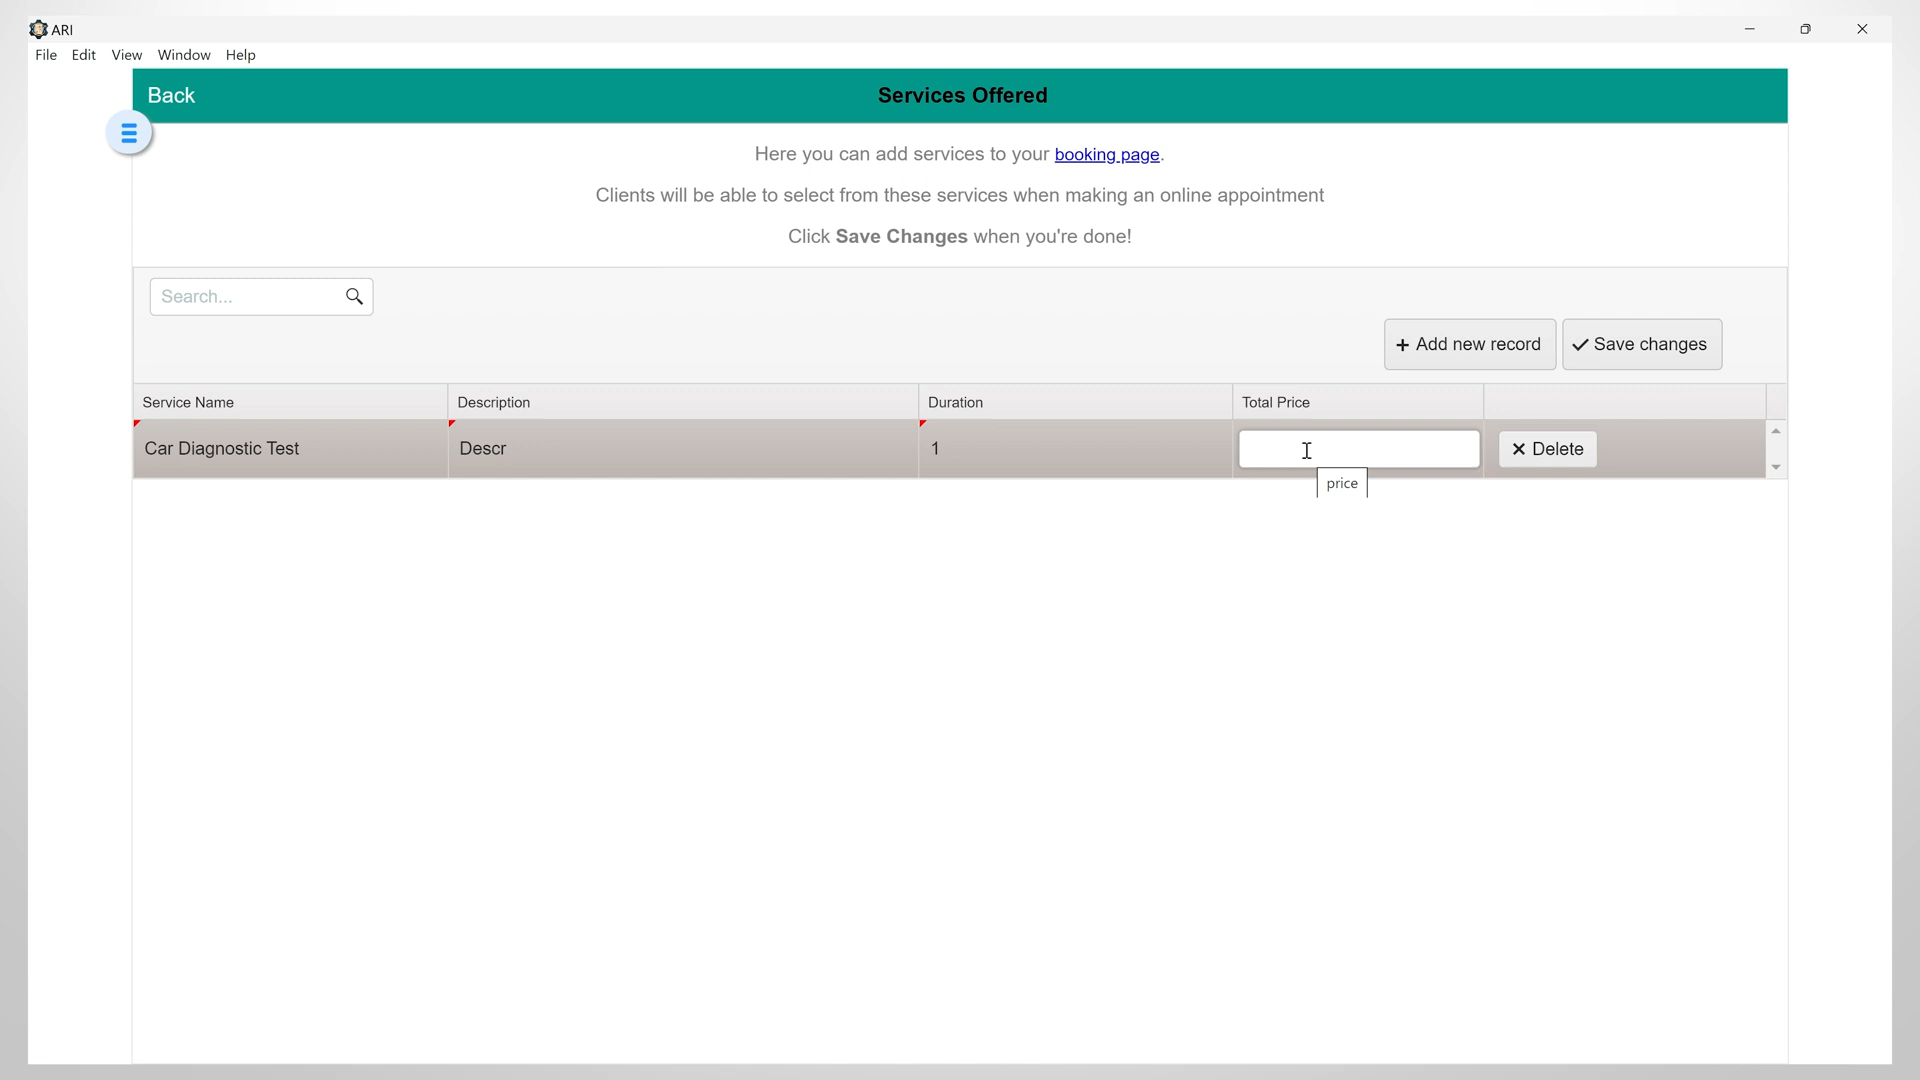 ARI
File Edit View Window Help
Back Services Offered
Here you can add services to your booking page.
Clients will be able to select from these services when making an online appointment
Click Save Changes when you're done!
Search...
+ Add new record ✓ Save changes
Service Name Description Duration Total Price
Car Diagnostic Test Descr 1 × Delete
price